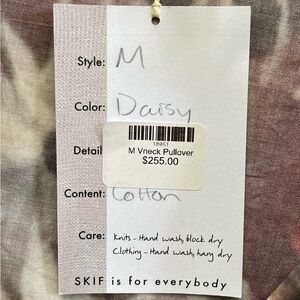 Style: M
Color: Daisy
18061
Detail M Vneck Pullover
$255.00
Content: Cotton
Care: Knits - Hand wash, block dry
Clothing - Hand wash, hang dry
SKIF is for everybody